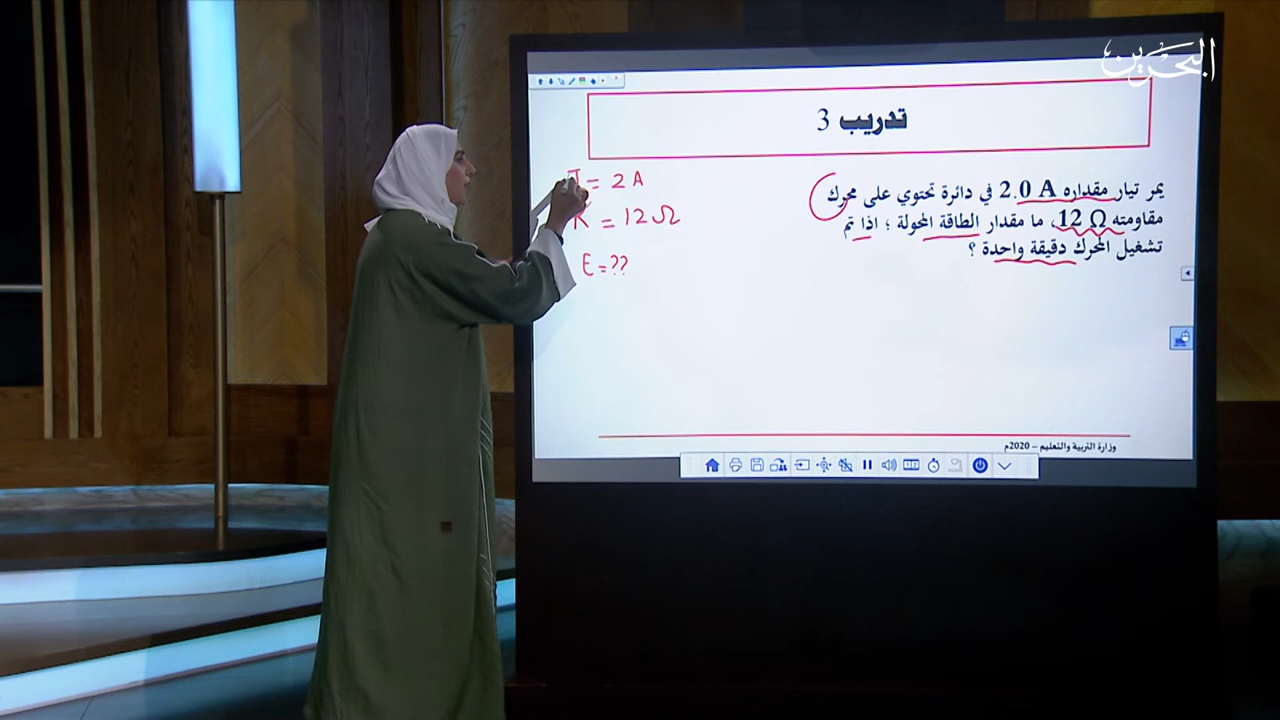 البحرين
تدريب 3
يمر تيار مقداره 2.0 A في دائرة تحتوي على محرك
مقاومته 12 Ω، ما مقدار الطاقة المحولة ؛ اذا تم
تشغيل المحرك دقيقة واحدة ؟
I = 2 A
R = 12 Ω
E = ??
وزارة التربية والتعليم – 2020م